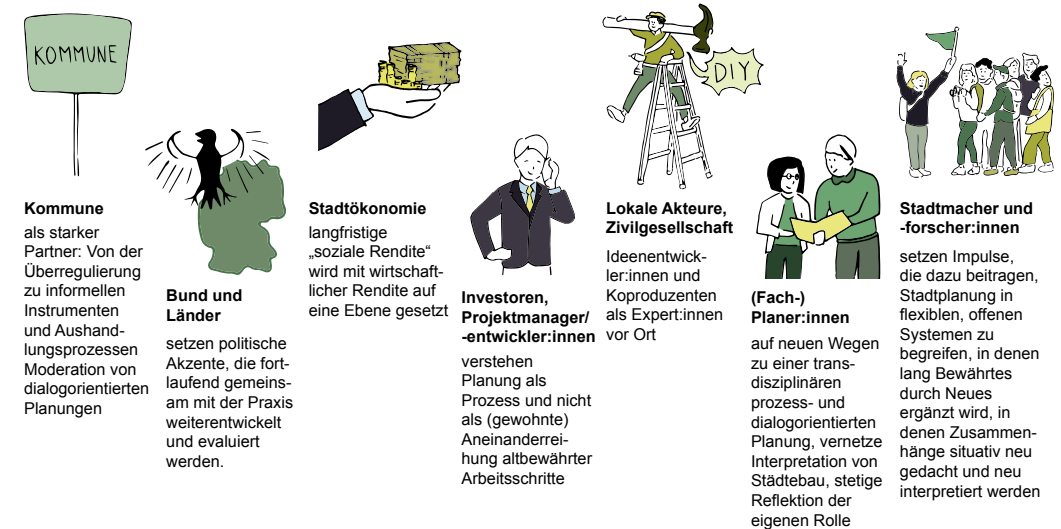 KOMMUNE
Kommune
als starker
Partner: Von der
Überregulierung
zu informellen
Instrumenten
und Aushand-
lungsprozessen
Moderation von
dialogorientierten
Planungen
Bund und
Länder
setzen politische
Akzente, die fort-
laufend gemeins-
am mit der Praxis
weiterentwickelt
und evaluiert
werden.
Stadtökonomie
langfristige
„soziale Rendite“
wird mit wirtschaft-
licher Rendite auf
eine Ebene gesetzt
Investoren,
Projektmanager/
-entwickler:innen
verstehen
Planung als
Prozess und nicht
als (gewohnte)
Aneinanderrei-
hung altbewährter
Arbeitsschritte
DIY
Lokale Akteure,
Zivilgesellschaft
Ideenentwick-
ler:innen und
Koproduzenten
als Expert:innen
vor Ort
(Fach-)
Planer:innen
auf neuen Wegen
zu einer trans-
disziplinären
prozess- und
dialogorientierten
Planung, vernetze
Interpretation von
Städtebau, stetige
Reflektion der
eigenen Rolle
Stadtmacher und
-forscher:innen
setzen Impulse,
die dazu beitragen,
Stadtplanung in
flexiblen, offenen
Systemen zu
begreifen, in denen
lang Bewährtes
durch Neues
ergänzt wird, in
denen Zusammen-
hänge situativ neu
gedacht und neu
interpretiert werden